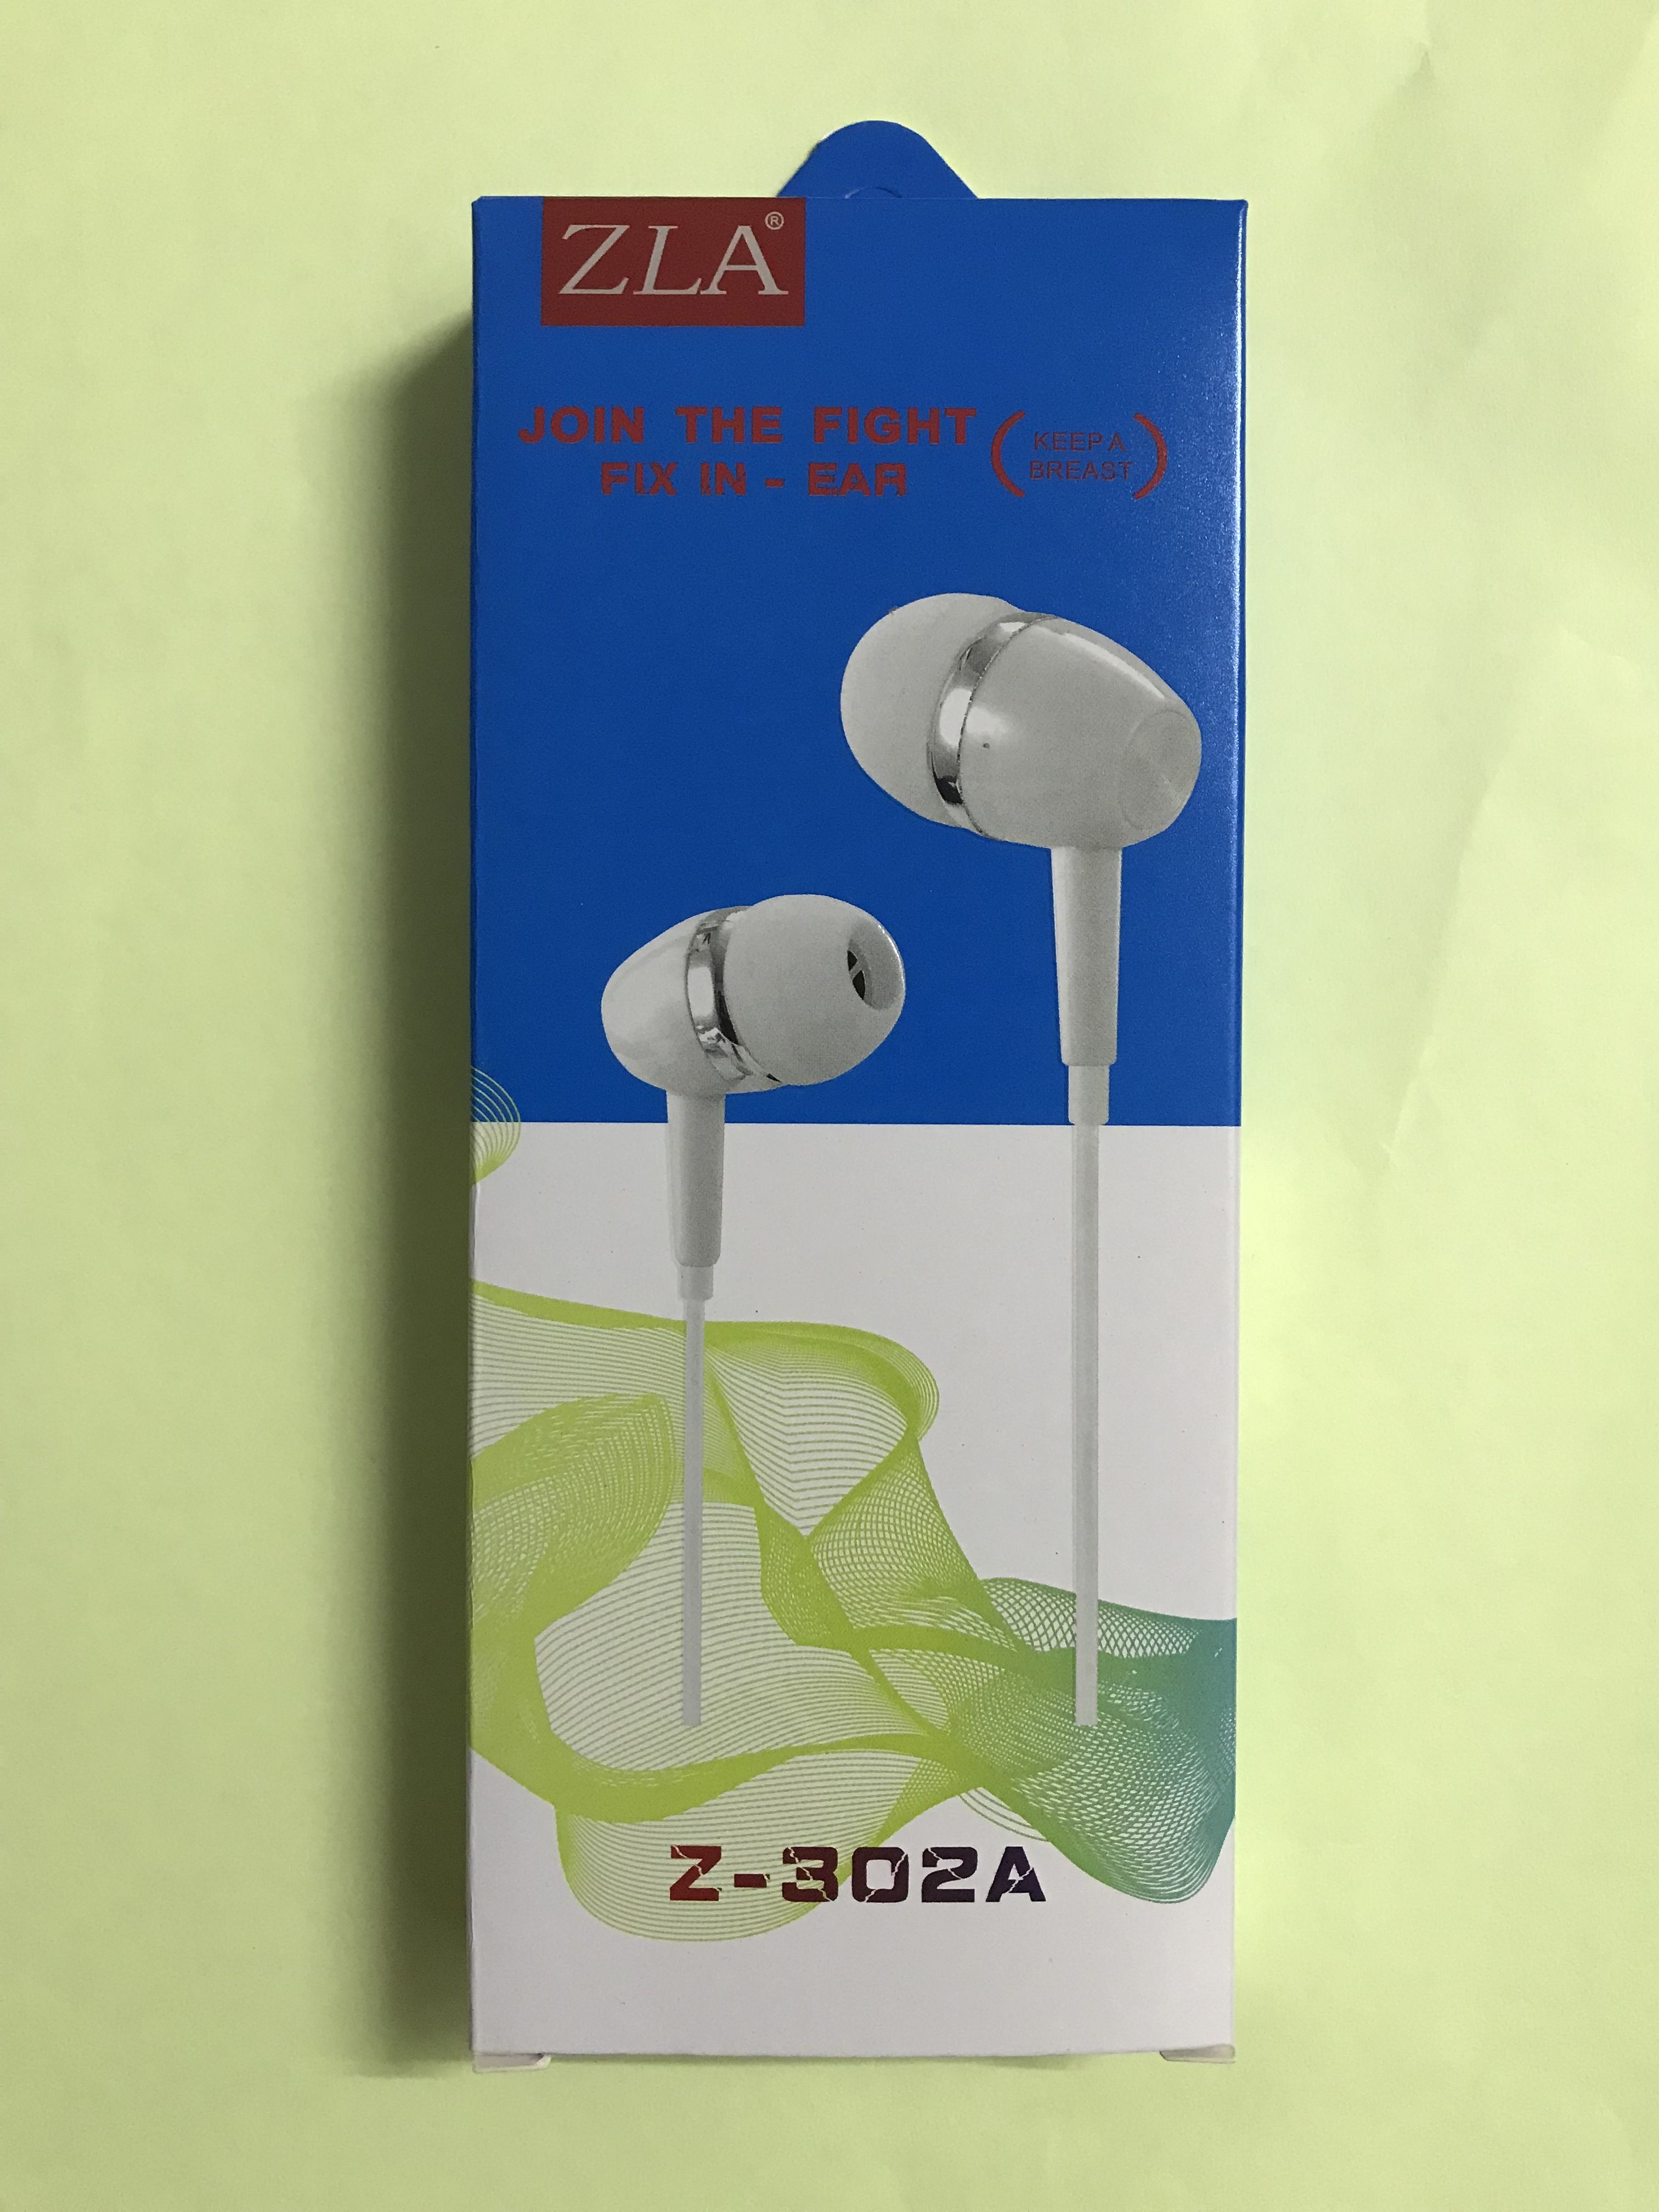 ZLA®
JOIN THE FIGHT
FIX IN - EAR
KEEP A
BREAST
Z-302A